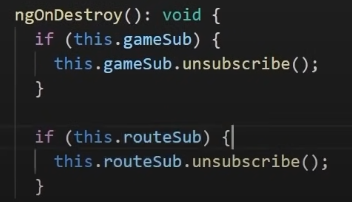 ngOnDestroy(): void {
if (this.gameSub) {
this.gameSub.unsubscribe();
}
if (this.routeSub) {
this.routeSub.unsubscribe();
}